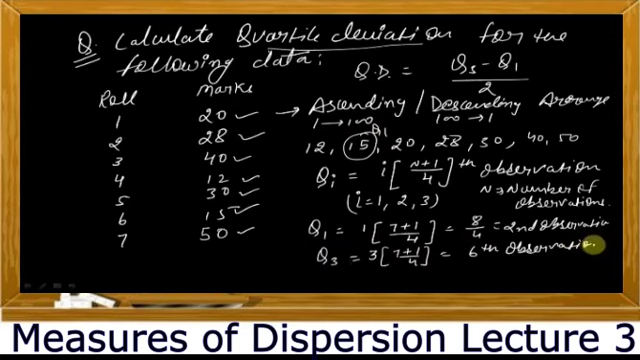 Q. Calculate Quartile deviation for the
following data:
Q.D. = Q3 - Q1 / 2
Roll marks
1 20 ✓ → Ascending / Descending Arrange
1 → 100 100 → 1
2 28 ✓
Q1
3 40 ✓ 12, 15, 20, 28, 30, 40, 50
4 12 ✓ Qi = i [N+1/4]th observation
5 30 ✓ (i=1, 2, 3) N = Number of
observations.
6 15 ✓ Q1 = 1 [7+1/4] = 8/4 = 2nd observation
7 50 ✓ Q3 = 3 [7+1/4] = 6th observation.
Measures of Dispersion Lecture 3